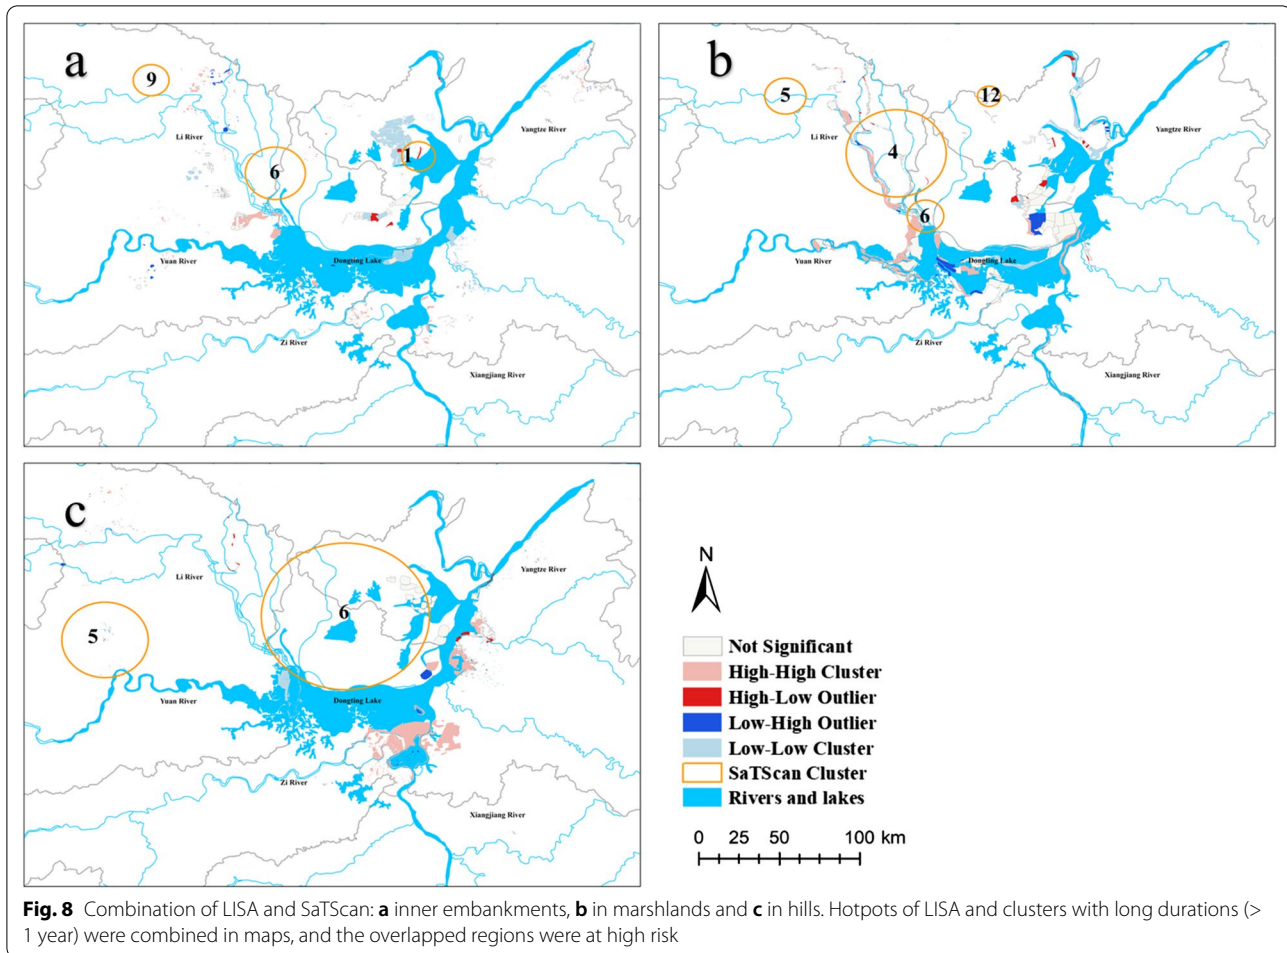 a
9
Li River
6
1
Yangtze River
Yuan River
Dongting Lake
Zi River
Xiangjiang River
b
5
12
Li River
4
Yangtze River
6
Yuan River
Dongting Lake
Zi River
Xiangjiang River
c
Li River
Yangtze River
5
6
Yuan River
Dongting Lake
Zi River
Xiangjiang River
N
Not Significant
High-High Cluster
High-Low Outlier
Low-High Outlier
Low-Low Cluster
SaTScan Cluster
Rivers and lakes
0 25 50 100 km
Fig. 8 Combination of LISA and SaTScan: a inner embankments, b in marshlands and c in hills. Hotpots of LISA and clusters with long durations (>
1 year) were combined in maps, and the overlapped regions were at high risk